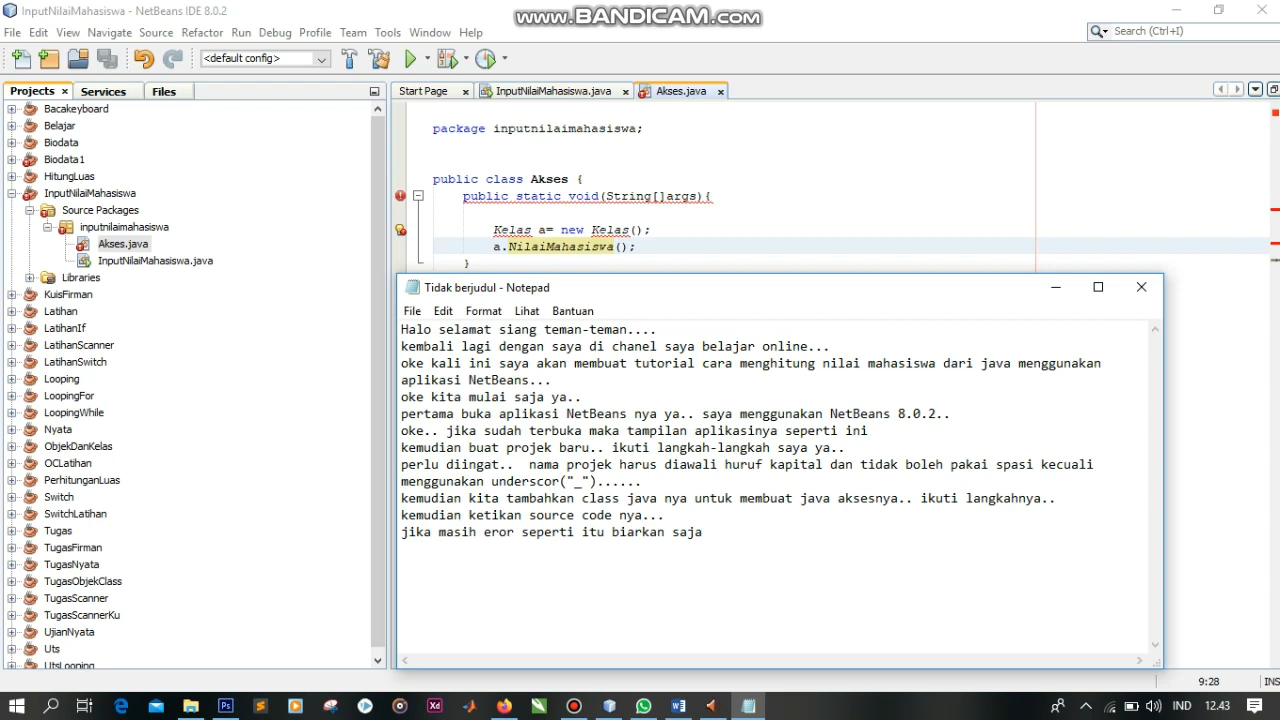 InputNilaiMahasiswa - NetBeans IDE 8.0.2
www.BANDICAM.com
File Edit View Navigate Source Refactor Run Debug Profile Team Tools Window Help
Search (Ctrl+I)
<default config>
Projects Services Files
Start Page InputNilaiMahasiswa.java Akses.java
Bacakeyboard
Belajar
Biodata
Biodata1
HitungLuas
InputNilaiMahasiswa
Source Packages
inputnilaimahasiswa
Akses.java
InputNilaiMahasiswa.java
Libraries
KuisFirman
Latihan
LatihanIf
LatihanScanner
LatihanSwitch
Looping
LoopingFor
LoopingWhile
Nyata
ObjekDanKelas
OCLatihan
PerhitunganLuas
Switch
SwitchLatihan
Tugas
TugasFirman
TugasNyata
TugasObjekClass
TugasScanner
TugasScannerKu
UjianNyata
Uts
UtsLooping
package inputnilaimahasiswa;
public class Akses {
public static void(String[]args){
Kelas a= new Kelas();
a.NilaiMahasiswa();
}
Tidak berjudul - Notepad
File Edit Format Lihat Bantuan
Halo selamat siang teman-teman....
kembali lagi dengan saya di chanel saya belajar online...
oke kali ini saya akan membuat tutorial cara menghitung nilai mahasiswa dari java menggunakan
aplikasi NetBeans...
oke kita mulai saja ya..
pertama buka aplikasi NetBeans nya ya.. saya menggunakan NetBeans 8.0.2..
oke.. jika sudah terbuka maka tampilan aplikasinya seperti ini
kemudian buat projek baru.. ikuti langkah-langkah saya ya..
perlu diingat..  nama projek harus diawali huruf kapital dan tidak boleh pakai spasi kecuali
menggunakan underscor("_")......
kemudian kita tambahkan class java nya untuk membuat java aksesnya.. ikuti langkahnya..
kemudian ketikan source code nya...
jika masih eror seperti itu biarkan saja
9:28 INS
IND 12.43